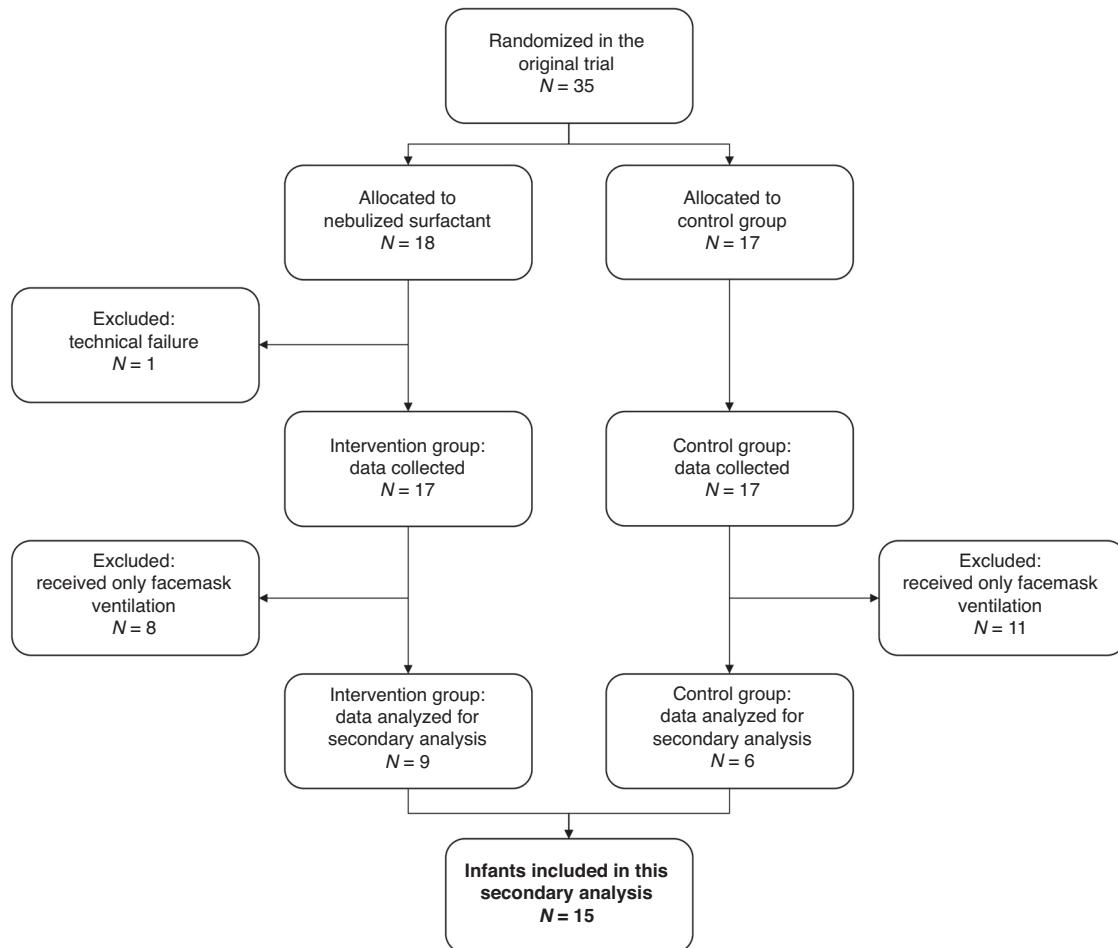 Randomized in the
original trial
N = 35
Allocated to
nebulized surfactant
N = 18
Allocated to
control group
N = 17
Excluded:
technical failure
N = 1
Intervention group:
data collected
N = 17
Control group:
data collected
N = 17
Excluded:
received only facemask
ventilation
N = 8
Excluded:
received only facemask
ventilation
N = 11
Intervention group:
data analyzed for
secondary analysis
N = 9
Control group:
data analyzed for
secondary analysis
N = 6
Infants included in this
secondary analysis
N = 15